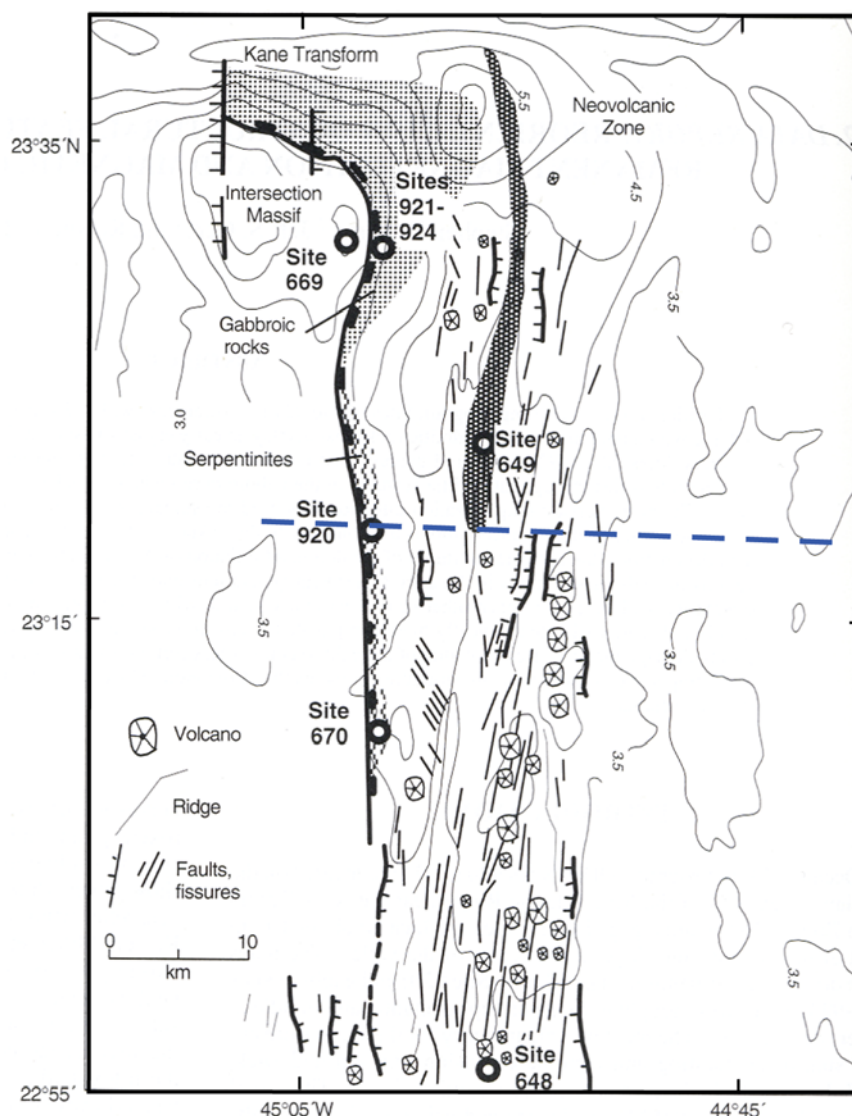 Kane Transform
5.5
Neovolcanic
Zone
23°35′N
4.5
Intersection
Massif
Sites
921-
924
Site
669
3.5
Gabbroic
rocks
3.0
Serpentinites
Site
649
Site
920
23°15′
3.5
3.5
Site
670
Volcano
3.5
Ridge
Faults,
fissures
0
10
km
3.5
Site
648
22°55′
45°05′W
44°45′